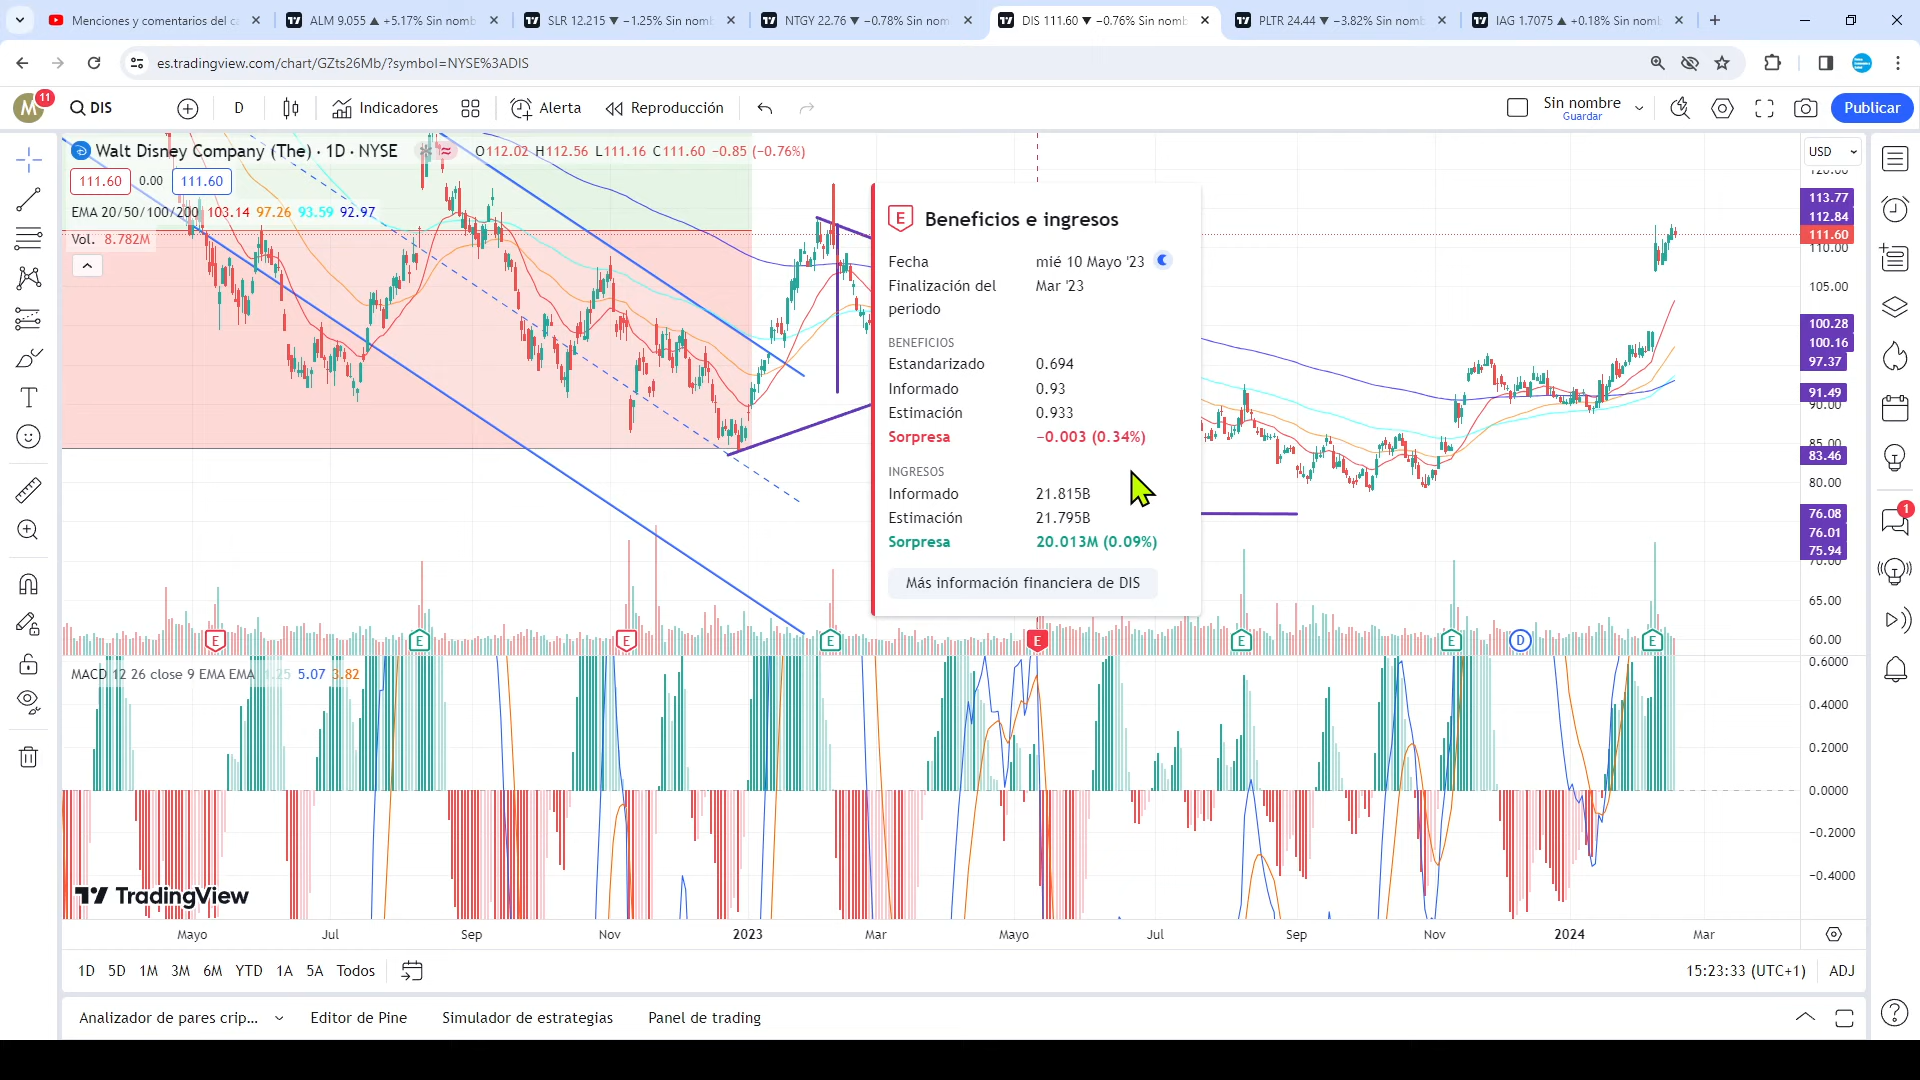 Menciones y comentarios del c
ALM 9.055 ▲ +5.17% Sin nomb
SLR 12.215 ▼ −1.25% Sin nomb
NTGY 22.76 ▼ −0.78% Sin nom
DIS 111.60 ▼ −0.76% Sin nomb
PLTR 24.44 ▼ −3.82% Sin nomb
IAG 1.7075 ▲ +0.18% Sin nomb
es.tradingview.com/chart/GZts26Mb/?symbol=NYSE%3ADIS
M 11
DIS
D
Indicadores
Alerta
Reproducción
Sin nombre
Guardar
Publicar
Walt Disney Company (The) · 1D · NYSE
O112.02 H112.56 L111.16 C111.60 −0.85 (−0.76%)
111.60 0.00 111.60
EMA 20/50/100/200 103.14 97.26 93.59 92.97
Vol. 8.782M
E Beneficios e ingresos
Fecha mié 10 Mayo '23
Finalización del periodo Mar '23
BENEFICIOS
Estandarizado 0.694
Informado 0.93
Estimación 0.933
Sorpresa −0.003 (0.34%)
INGRESOS
Informado 21.815B
Estimación 21.795B
Sorpresa 20.013M (0.09%)
Más información financiera de DIS
USD
120.00
113.77
112.84
111.60
110.00
105.00
100.28
100.16
97.37
91.49
90.00
85.00
83.46
80.00
76.08
76.01
75.94
70.00
65.00
60.00
E E E E E E E D E
MACD 12 26 close 9 EMA EMA 1.25 5.07 3.82
0.6000
0.4000
0.2000
0.0000
−0.2000
−0.4000
TradingView
Mayo Jul Sep Nov 2023 Mar Mayo Jul Sep Nov 2024 Mar
1D 5D 1M 3M 6M YTD 1A 5A Todos
15:23:33 (UTC+1) ADJ
Analizador de pares crip...
Editor de Pine
Simulador de estrategias
Panel de trading
1